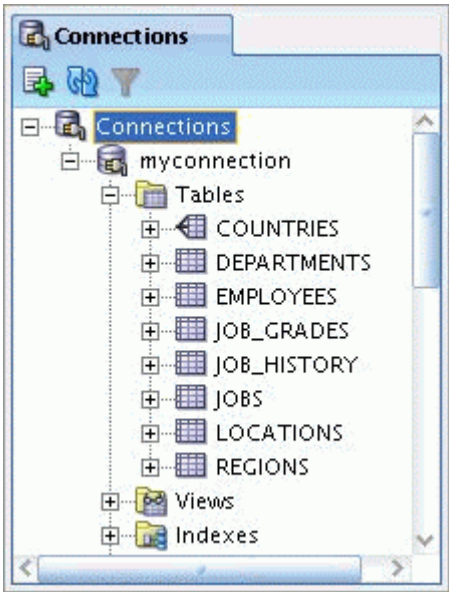 Connections
Connections
myconnection
Tables
COUNTRIES
DEPARTMENTS
EMPLOYEES
JOB_GRADES
JOB_HISTORY
JOBS
LOCATIONS
REGIONS
Views
Indexes